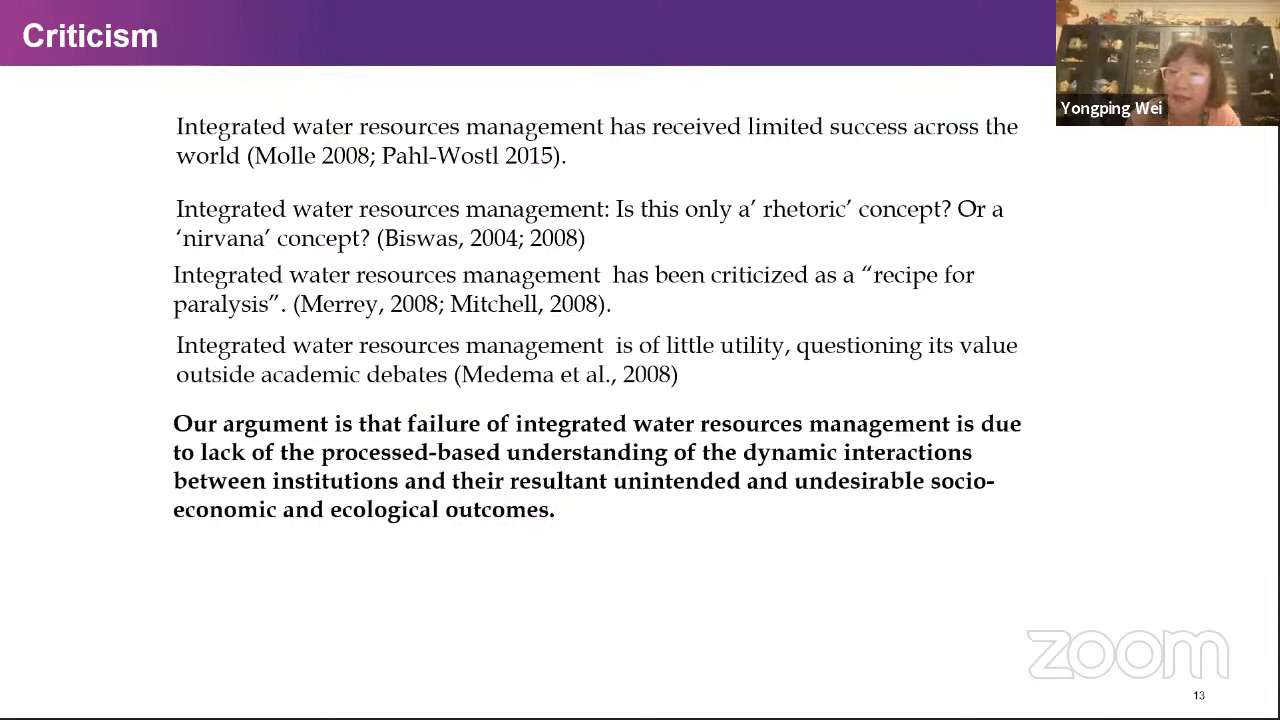 Criticism
Yongping Wei
Integrated water resources management has received limited success across the
world (Molle 2008; Pahl-Wostl 2015).
Integrated water resources management: Is this only a’ rhetoric’ concept? Or a
‘nirvana’ concept? (Biswas, 2004; 2008)
Integrated water resources management has been criticized as a “recipe for
paralysis”. (Merrey, 2008; Mitchell, 2008).
Integrated water resources management is of little utility, questioning its value
outside academic debates (Medema et al., 2008)
Our argument is that failure of integrated water resources management is due
to lack of the processed-based understanding of the dynamic interactions
between institutions and their resultant unintended and undesirable socio-
economic and ecological outcomes.
zoom
13